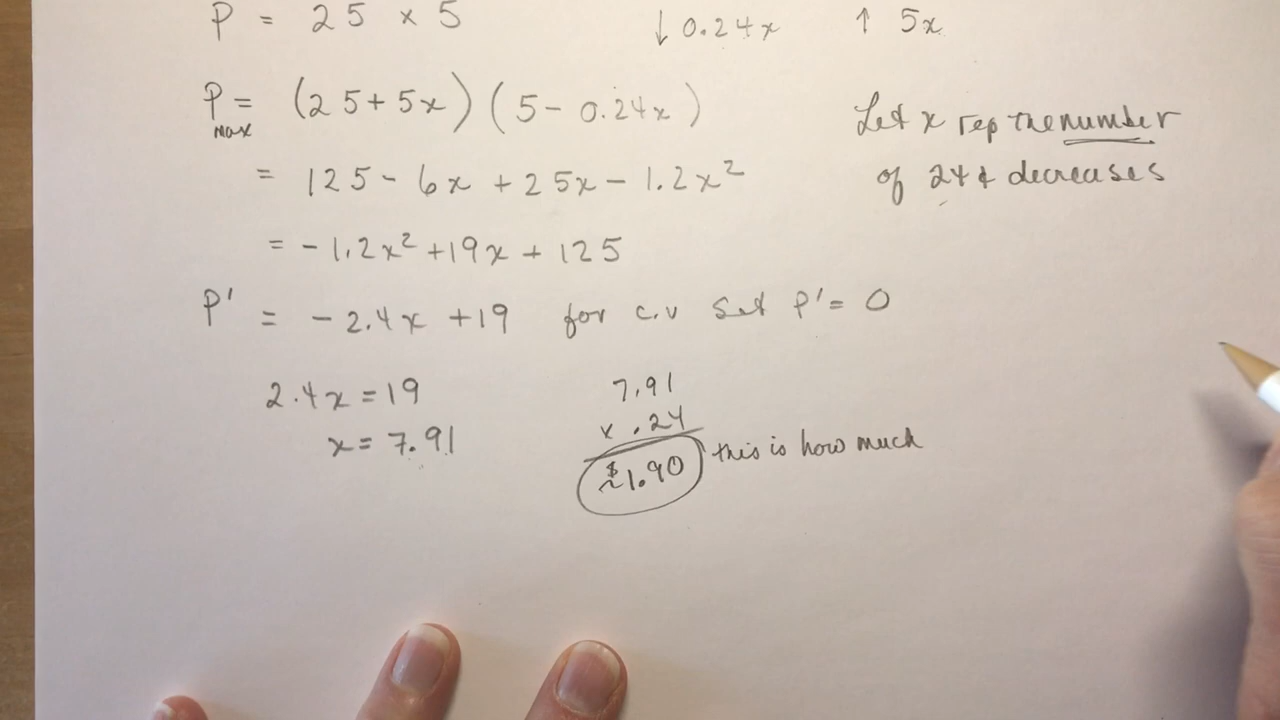 P = 25 x 5 ↓ 0.24x ↑ 5x
P = (25+5x)(5-0.24x)
max
Let x rep the number
of 24¢ decreases
= 125 - 6x + 25x - 1.2x²
= -1.2x² + 19x + 125
P' = -2.4x + 19 for c.v set P' = 0
2.4x = 19
x = 7.91
7.91
x .24
~$1.90 this is how much